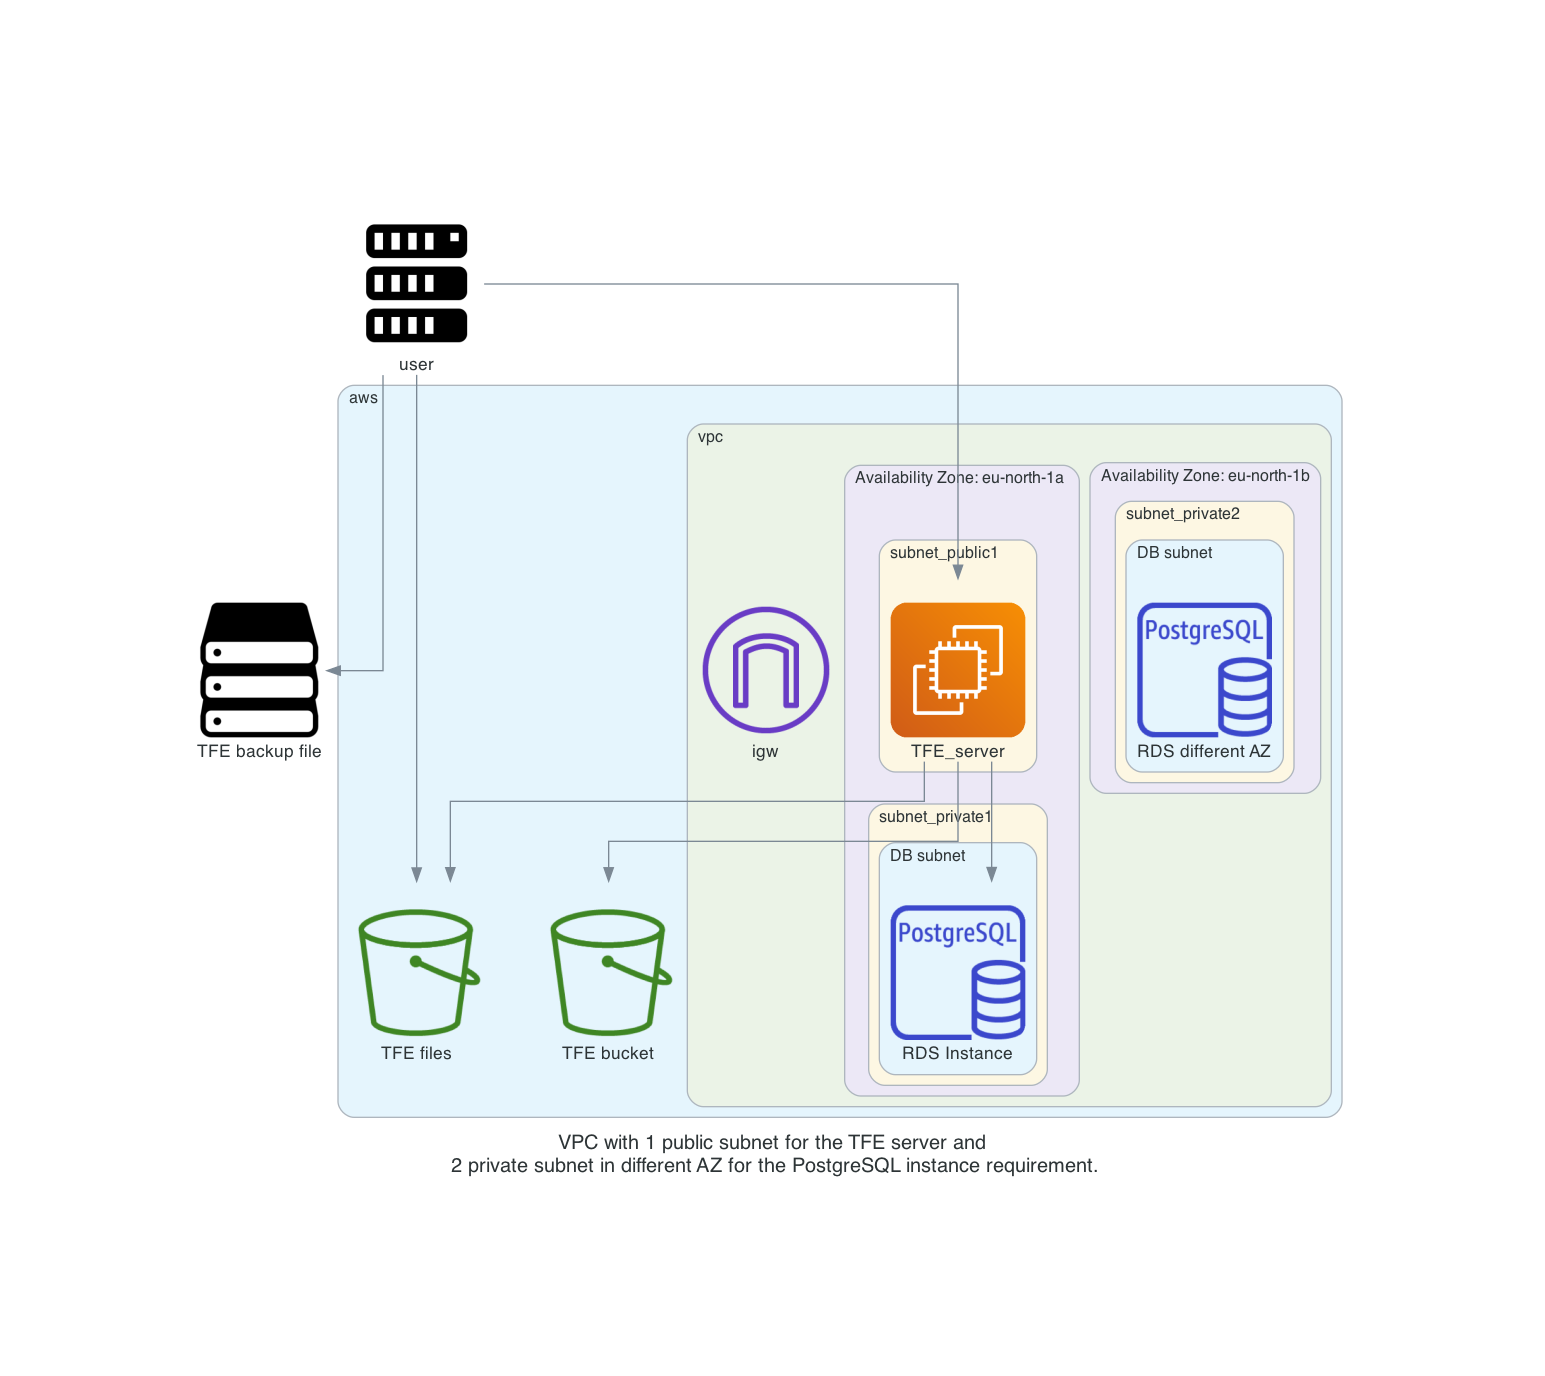 user
aws
vpc
Availability Zone: eu-north-1a
Availability Zone: eu-north-1b
subnet_private2
subnet_public1
DB subnet
PostgreSQL
TFE backup file
igw
TFE_server
RDS different AZ
subnet_private1
DB subnet
PostgreSQL
TFE files
TFE bucket
RDS Instance
VPC with 1 public subnet for the TFE server and
2 private subnet in different AZ for the PostgreSQL instance requirement.